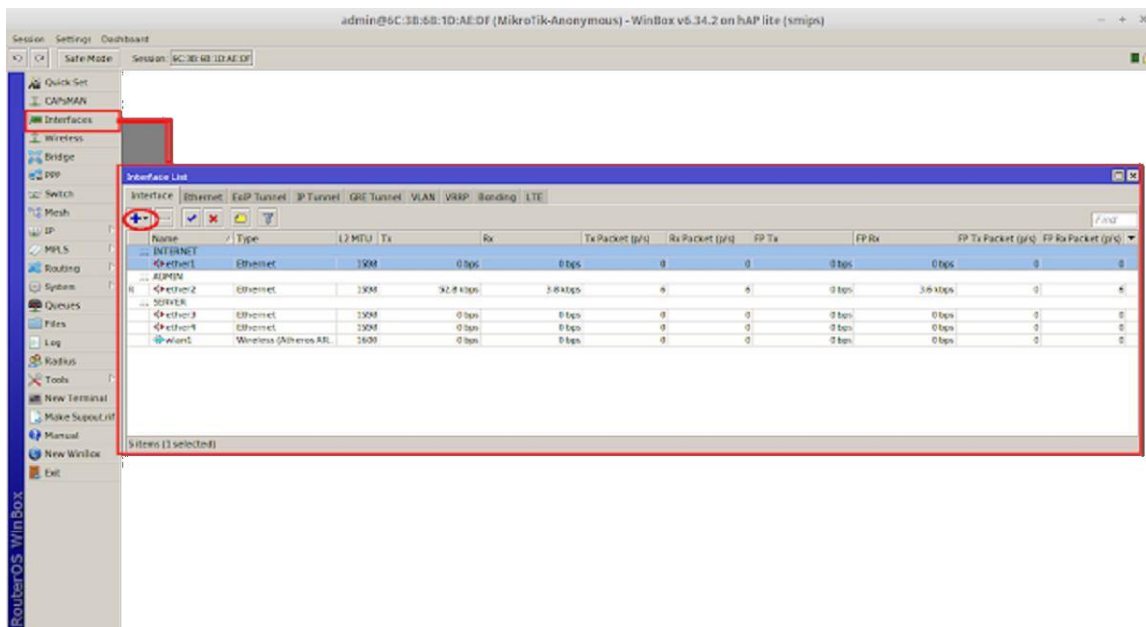 admin@6C:3B:6B:1D:AE:DF (MikroTik-Anonymous) - WinBox v6.34.2 on hAP lite (smips)
Session Settings Dashboard
Safe Mode Session: 6C:3B:6B:1D:AE:DF
Quick Set
CAPsMAN
Interfaces
Wireless
Bridge
PPP
Switch
Mesh
IP
MPLS
Routing
System
Queues
Files
Log
Radius
Tools
New Terminal
Make Supout.rif
Manual
New WinBox
Exit
RouterOS WinBox
Interface List
Interface Ethernet EoIP Tunnel IP Tunnel GRE Tunnel VLAN VRRP Bonding LTE
Find
Name Type L2 MTU Tx Rx Tx Packet (p/s) Rx Packet (p/s) FP Tx FP Rx FP Tx Packet (p/s) FP Rx Packet (p/s)
... INTERNET
ether1 Ethernet 1598 0 bps 0 bps 0 0 0 bps 0 bps 0 0
... ADMIN
R ether2 Ethernet 1598 52.8 kbps 3.8 kbps 6 6 0 bps 3.6 kbps 0 6
... SERVER
ether3 Ethernet 1598 0 bps 0 bps 0 0 0 bps 0 bps 0 0
ether4 Ethernet 1598 0 bps 0 bps 0 0 0 bps 0 bps 0 0
wlan1 Wireless (Atheros AR... 1600 0 bps 0 bps 0 0 0 bps 0 bps 0 0
5 items (1 selected)